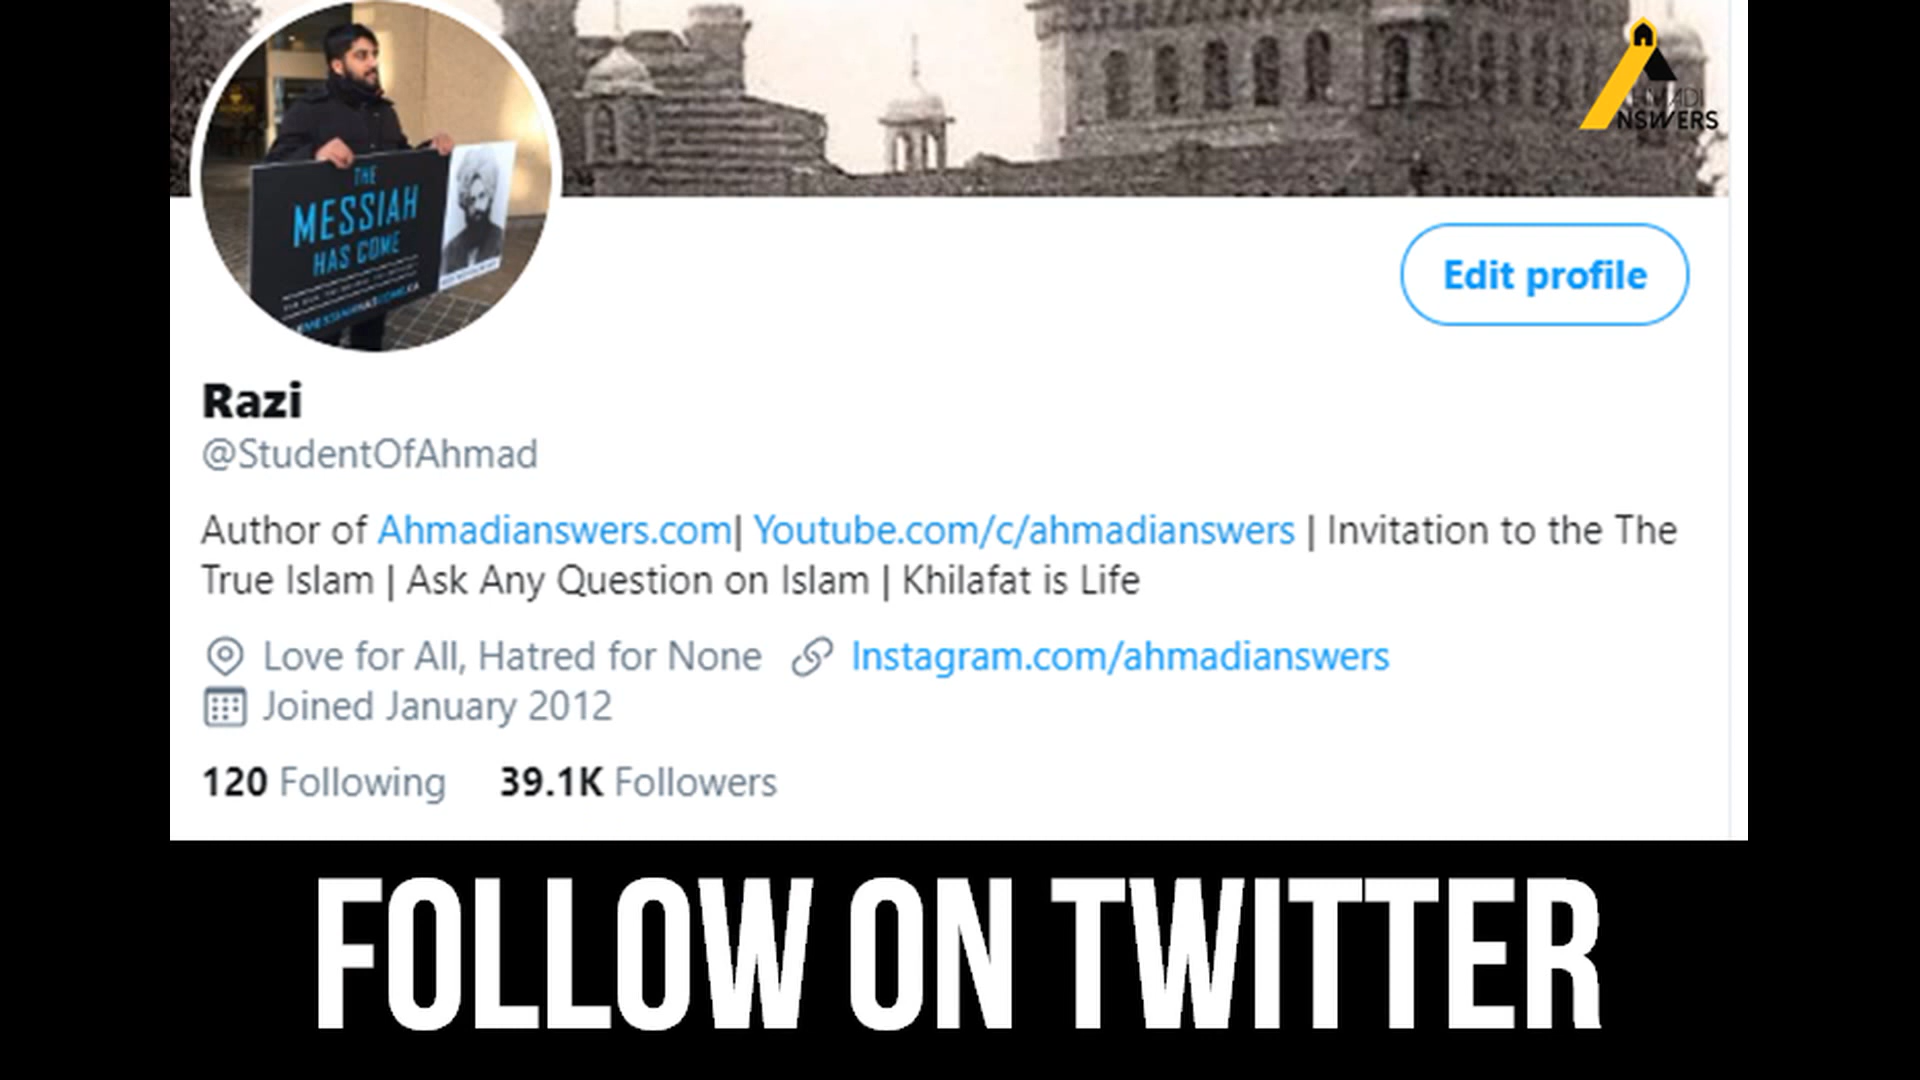 AHMADI
NSWERS
THE
MESSIAH
HAS COME
Edit profile
Razi
@StudentOfAhmad
Author of Ahmadianswers.com| Youtube.com/c/ahmadianswers | Invitation to the The
True Islam | Ask Any Question on Islam | Khilafat is Life
Love for All, Hatred for None Instagram.com/ahmadianswers
Joined January 2012
120 Following 39.1K Followers
FOLLOW ON TWITTER